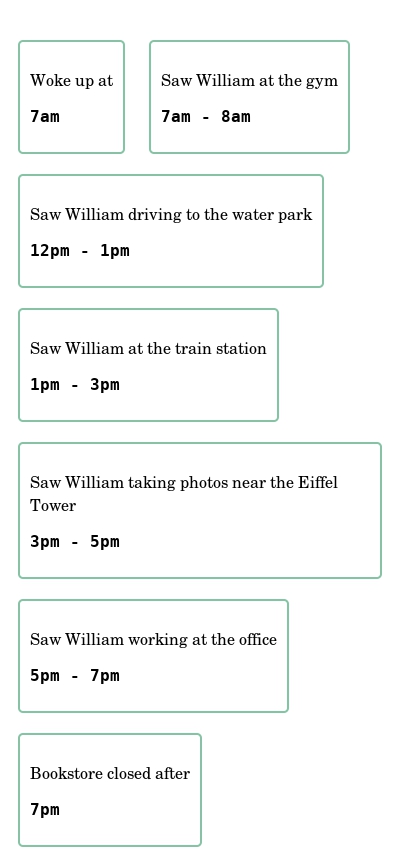 Woke up at
7am
Saw William at the gym
7am - 8am
Saw William driving to the water park
12pm - 1pm
Saw William at the train station
1pm - 3pm
Saw William taking photos near the Eiffel
Tower
3pm - 5pm
Saw William working at the office
5pm - 7pm
Bookstore closed after
7pm